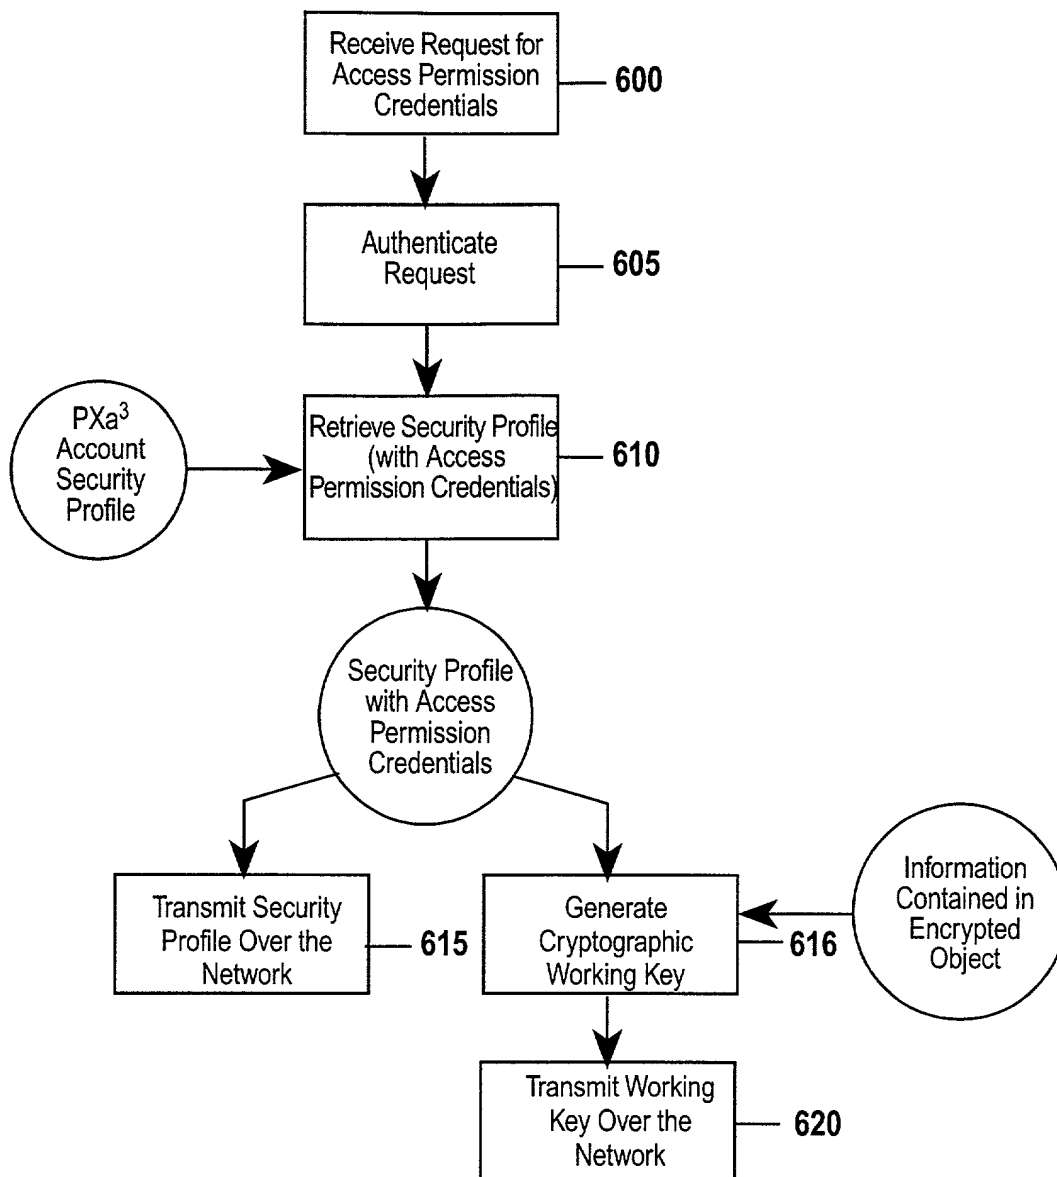 Receive Request for
Access Permission
Credentials
600
Authenticate
Request
605
PXa³
Account
Security
Profile
Retrieve Security Profile
(with Access
Permission Credentials)
610
Security Profile
with Access
Permission
Credentials
Transmit Security
Profile Over the
Network
615
Generate
Cryptographic
Working Key
616
Information
Contained in
Encrypted
Object
Transmit Working
Key Over the
Network
620